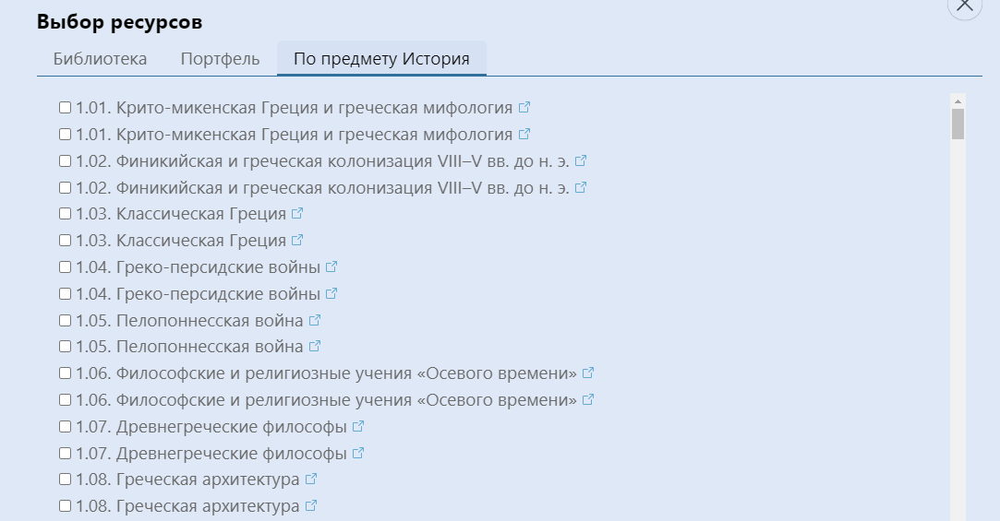 Выбор ресурсов
Библиотека Портфель По предмету История
1.01. Крито-микенская Греция и греческая мифология
1.01. Крито-микенская Греция и греческая мифология
1.02. Финикийская и греческая колонизация VIII–V вв. до н. э.
1.02. Финикийская и греческая колонизация VIII–V вв. до н. э.
1.03. Классическая Греция
1.03. Классическая Греция
1.04. Греко-персидские войны
1.04. Греко-персидские войны
1.05. Пелопоннесская война
1.05. Пелопоннесская война
1.06. Философские и религиозные учения «Осевого времени»
1.06. Философские и религиозные учения «Осевого времени»
1.07. Древнегреческие философы
1.07. Древнегреческие философы
1.08. Греческая архитектура
1.08. Греческая архитектура